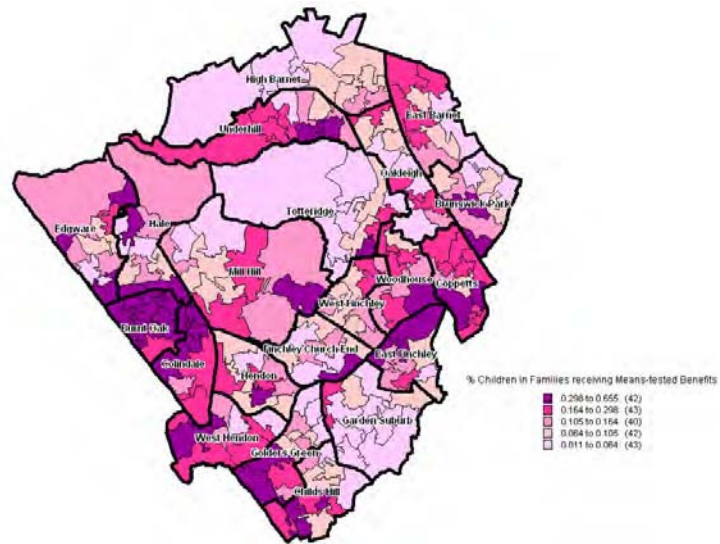 High Barnet
East Barnet
Underhill
Oakleigh
Brunswick Park
Totteridge
Edgware
Hale
Mill Hill
Woodhouse
Coppetts
West Finchley
Burnt Oak
Finchley Church End
East Finchley
Colindale
Hendon
% Children in Families receiving Means-tested Benefits
0.298 to 0.655 (42)
0.164 to 0.298 (43)
0.105 to 0.164 (40)
0.064 to 0.105 (42)
0.011 to 0.064 (43)
Garden Suburb
West Hendon
Golders Green
Childs Hill